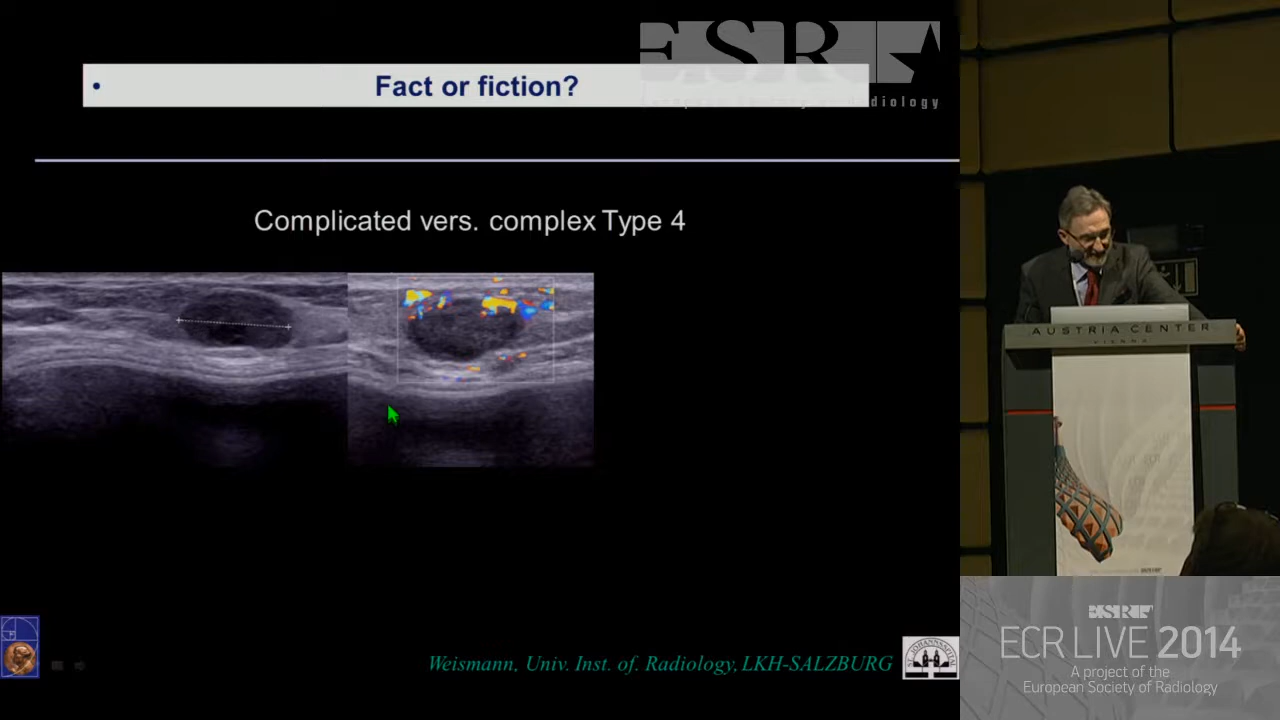 ESR
• Fact or fiction?
Complicated vers. complex Type 4
Weismann, Univ. Inst. of. Radiology, LKH-SALZBURG
AUSTRIA CENTER
VIENNA
ESR
ECR LIVE 2014
A project of the
European Society of Radiology